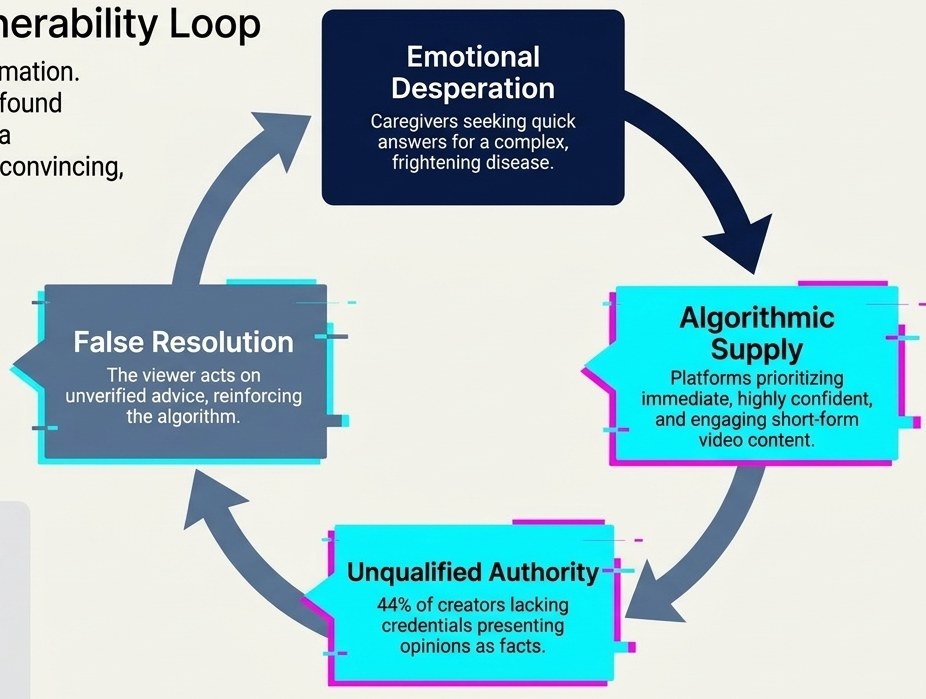 nerability Loop
mation.
found
a
convincing,
Emotional
Desperation
Caregivers seeking quick
answers for a complex,
frightening disease.
Algorithmic
Supply
Platforms prioritizing
immediate, highly confident,
and engaging short-form
video content.
Unqualified Authority
44% of creators lacking
credentials presenting
opinions as facts.
False Resolution
The viewer acts on
unverified advice, reinforcing
the algorithm.